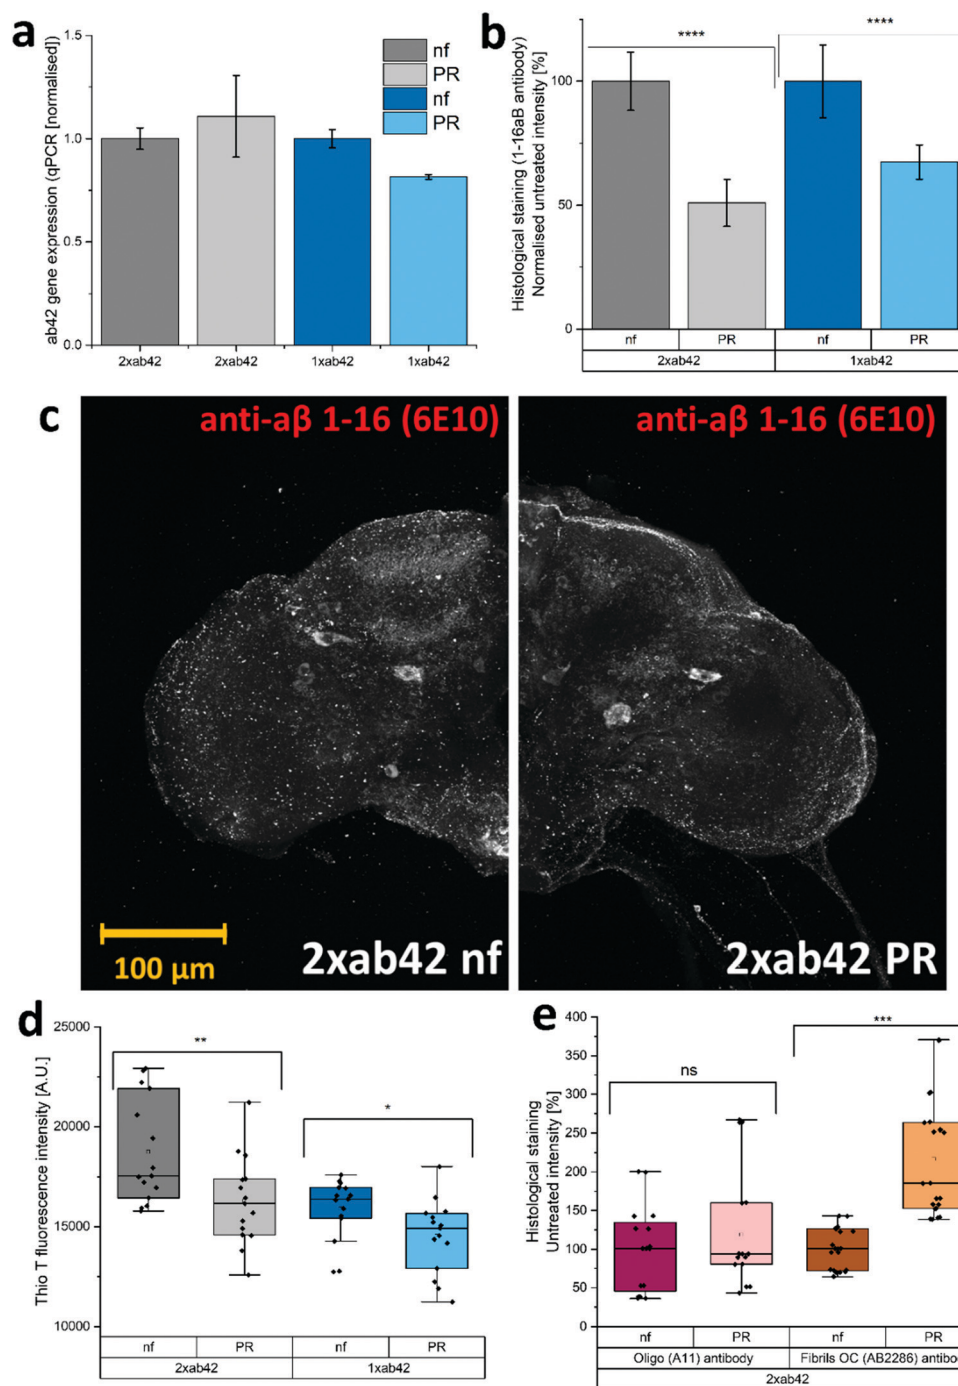 a
ab42 gene expression (qPCR [normalised])
1.5
1.0
0.5
0.0
nf
PR
nf
PR
2xab42
2xab42
1xab42
1xab42
b
Histological staining (1-16aB antibody)
Normalised untreated intensity [%]
100
50
0
****
****
nf
PR
nf
PR
2xab42
1xab42
c
anti-aβ 1-16 (6E10)
anti-aβ 1-16 (6E10)
100 µm
2xab42 nf
2xab42 PR
d
Thio T fluorescence intensity [A.U.]
25000
20000
15000
10000
**
*
nf
PR
nf
PR
2xab42
1xab42
e
Histological staining
Untreated intensity [%]
400
350
300
250
200
150
100
50
0
ns
***
nf
PR
nf
PR
Oligo (A11) antibody
Fibrils OC (AB2286) antibo
2xab42